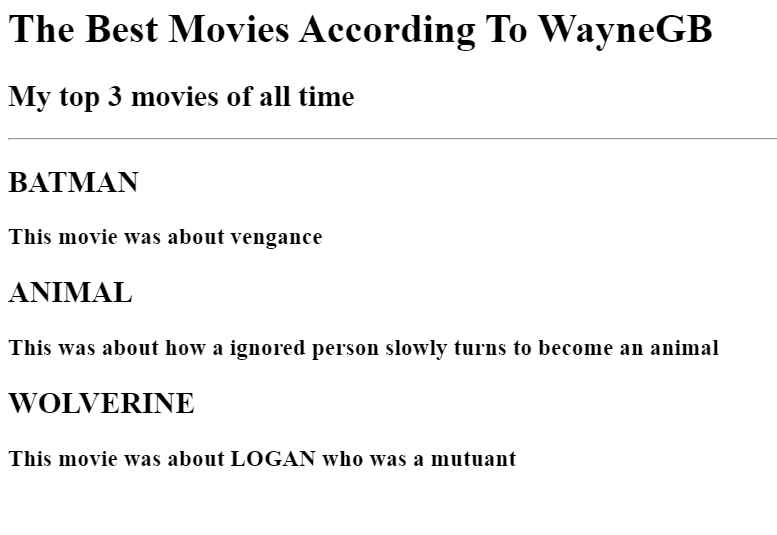 The Best Movies According To WayneGB
My top 3 movies of all time
BATMAN
This movie was about vengance
ANIMAL
This was about how a ignored person slowly turns to become an animal
WOLVERINE
This movie was about LOGAN who was a mutuant